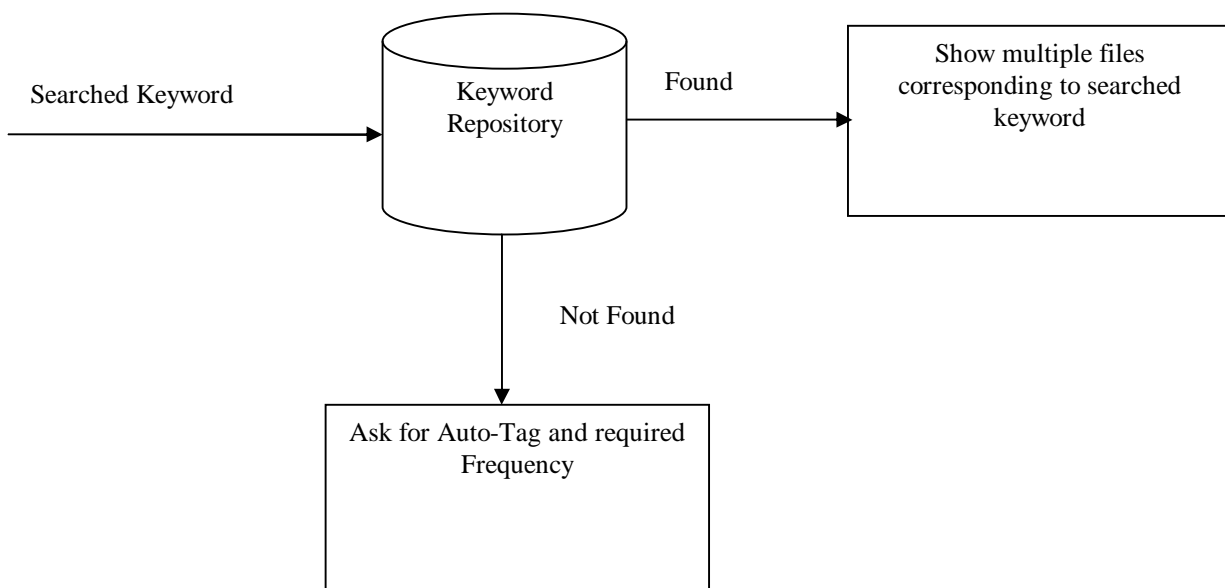 Searched Keyword
Keyword
Repository
Found
Show multiple files
corresponding to searched
keyword
Not Found
Ask for Auto-Tag and required
Frequency